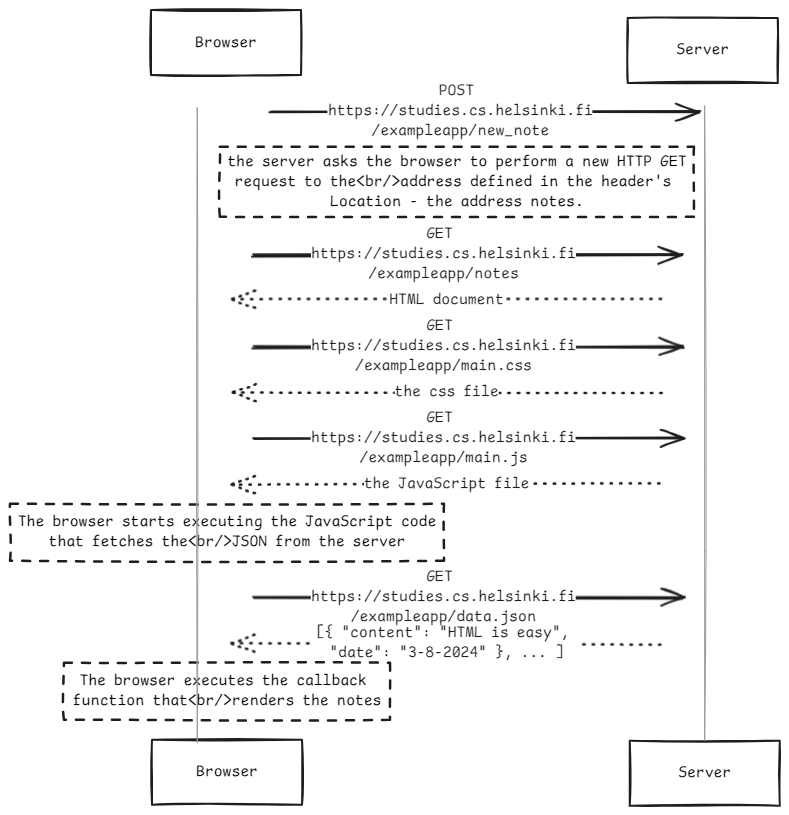 Browser
Server
POST
https://studies.cs.helsinki.fi
/exampleapp/new_note
the server asks the browser to perform a new HTTP GET
request to the<br/>address defined in the header's
Location - the address notes.
GET
https://studies.cs.helsinki.fi
/exampleapp/notes
HTML document
GET
https://studies.cs.helsinki.fi
/exampleapp/main.css
the css file
GET
https://studies.cs.helsinki.fi
/exampleapp/main.js
the JavaScript file
The browser starts executing the JavaScript code
that fetches the<br/>JSON from the server
GET
https://studies.cs.helsinki.fi
/exampleapp/data.json
[{ "content": "HTML is easy",
"date": "3-8-2024" }, ... ]
The browser executes the callback
function that<br/>renders the notes
Browser
Server